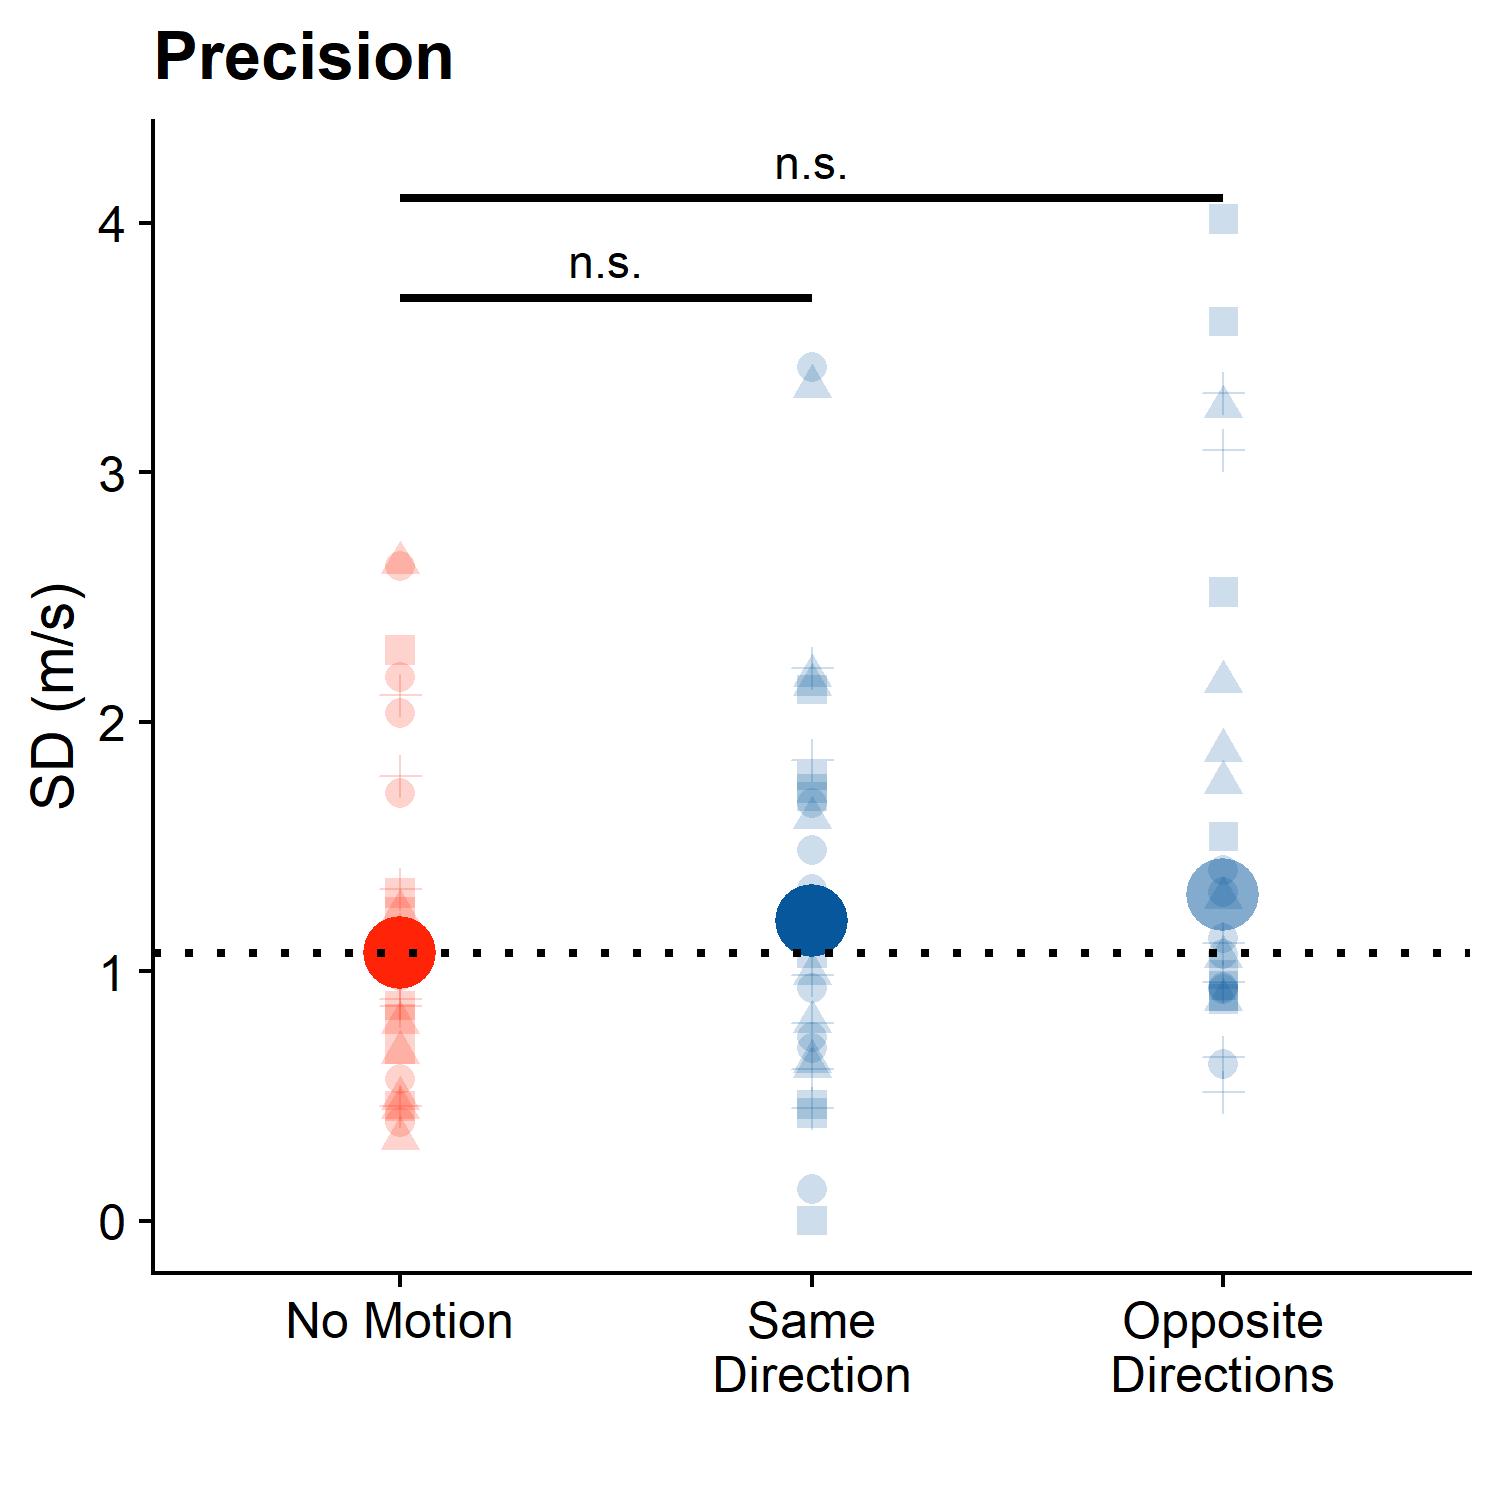 Precision
n.s.
n.s.
4
3
2
1
0
SD (m/s)
No Motion
Same
Direction
Opposite
Directions